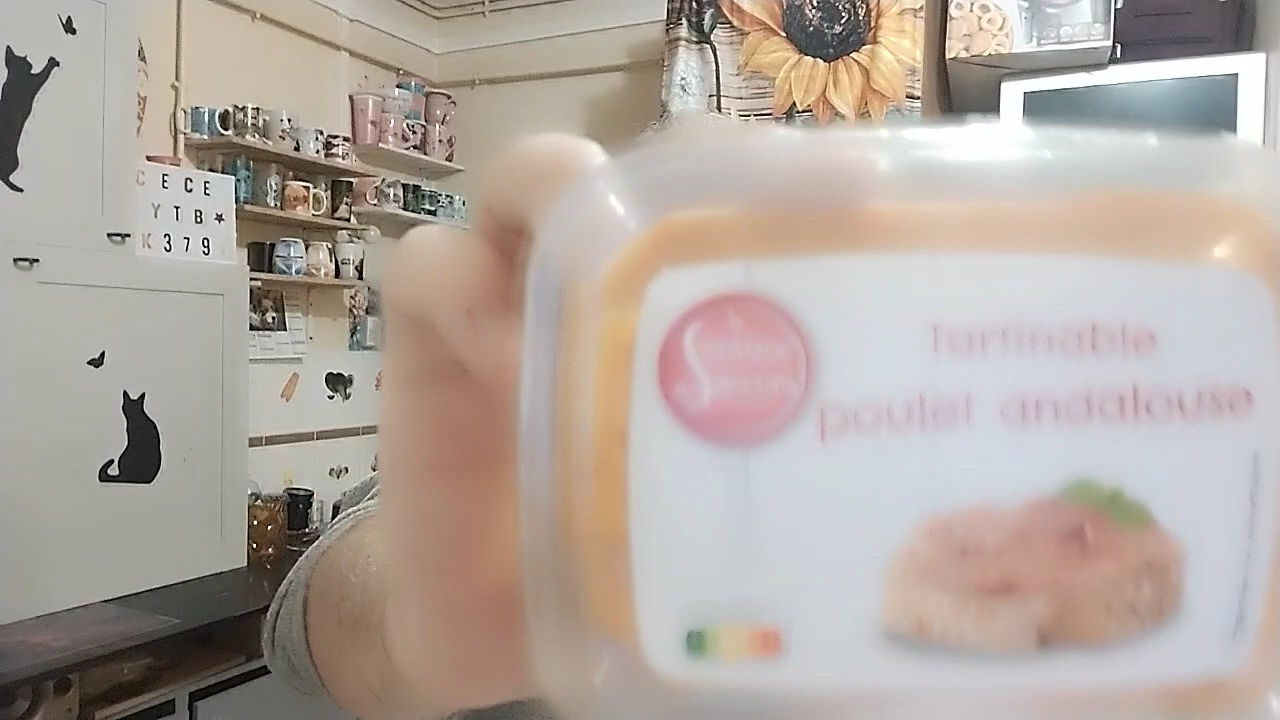 C E C E
Y T B ★
K 3 7 9
tartinable
poulet andalouse